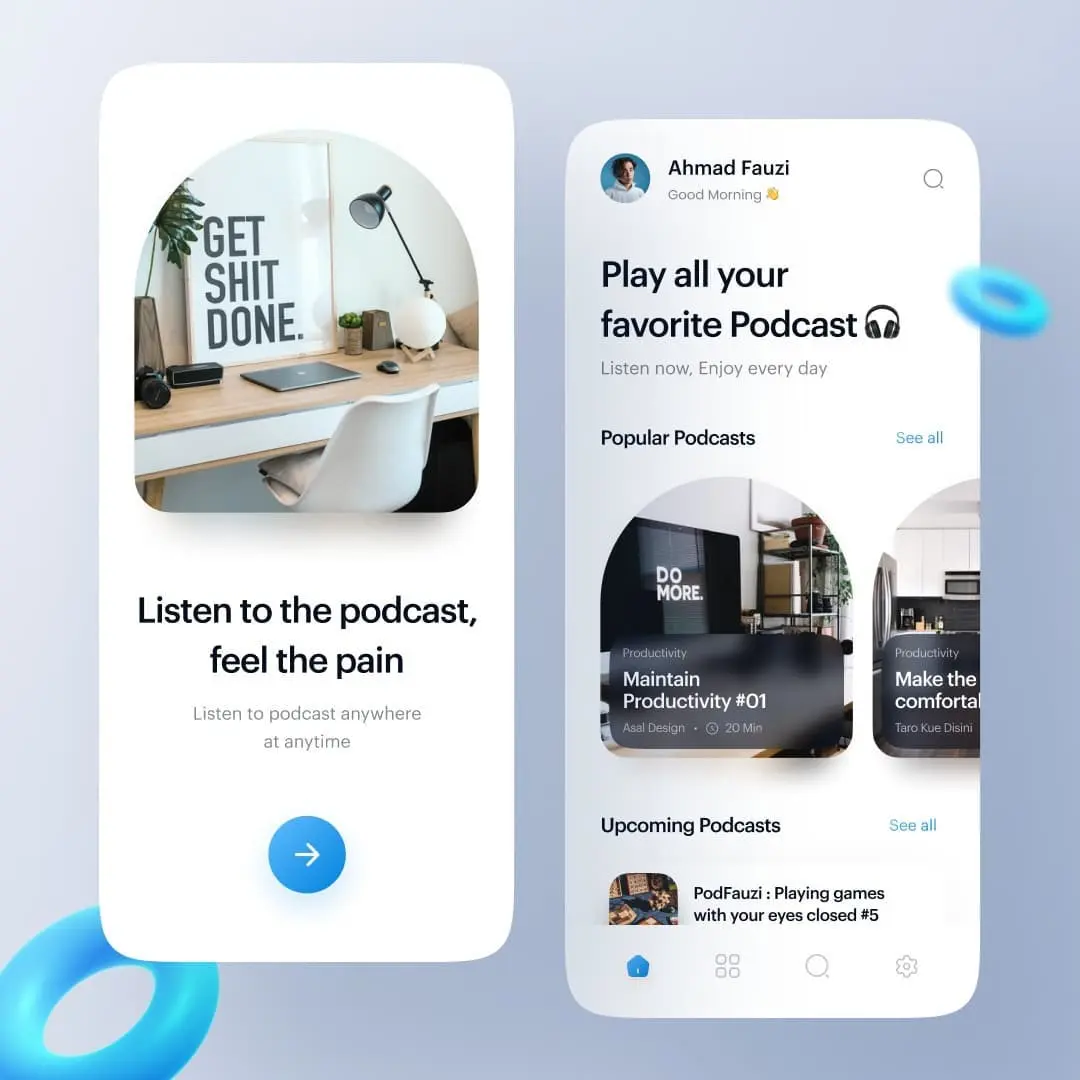 GET
SHIT
DONE.
Listen to the podcast,
feel the pain
Listen to podcast anywhere
at anytime
Ahmad Fauzi
Good Morning 👋
Play all your
favorite Podcast 🎧
Listen now, Enjoy every day
Popular Podcasts
See all
DO
MORE.
Productivity
Maintain
Productivity #01
Asal Design • 20 Min
Productivity
Make the
comfortal
Taro Kue Disini
Upcoming Podcasts
See all
PodFauzi : Playing games
with your eyes closed #5